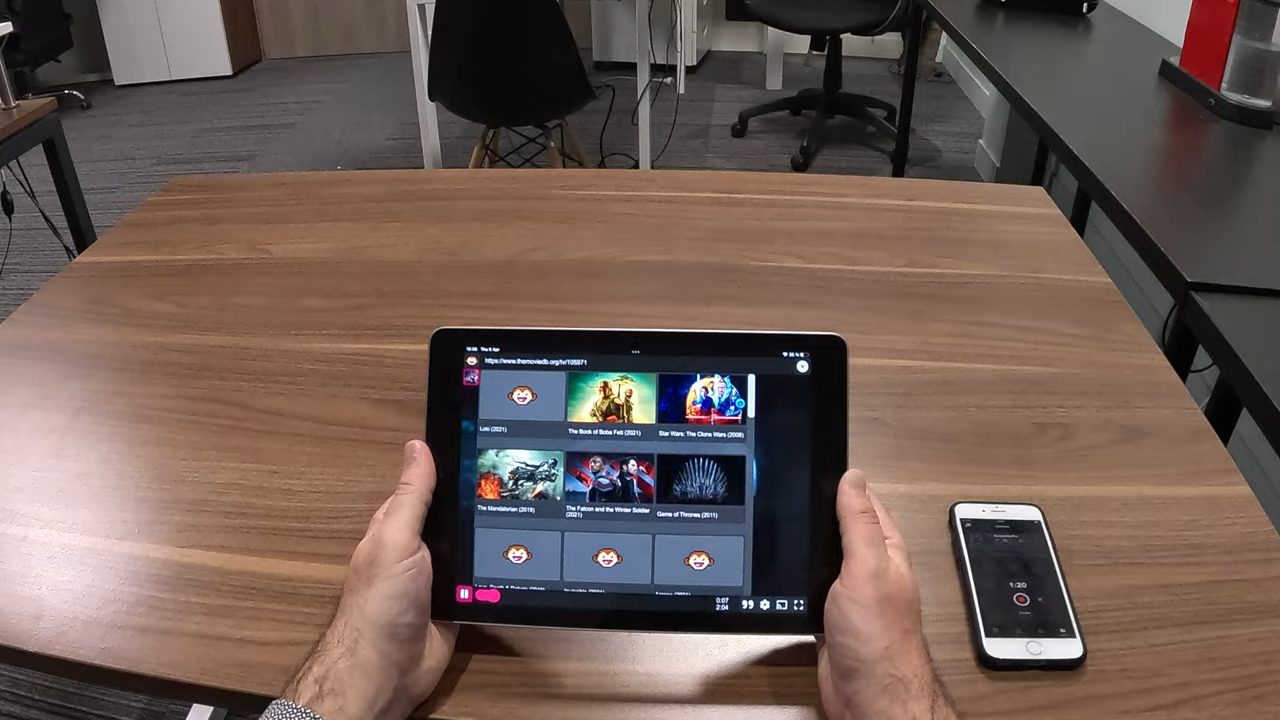 https://www.themoviedb.org/tv/105971
Loki (2021)
The Book of Boba Fett (2021)
Star Wars: The Clone Wars (2008)
The Mandalorian (2019)
The Falcon and the Winter Soldier
(2021)
Game of Thrones (2011)
0:07
2:04
1:20